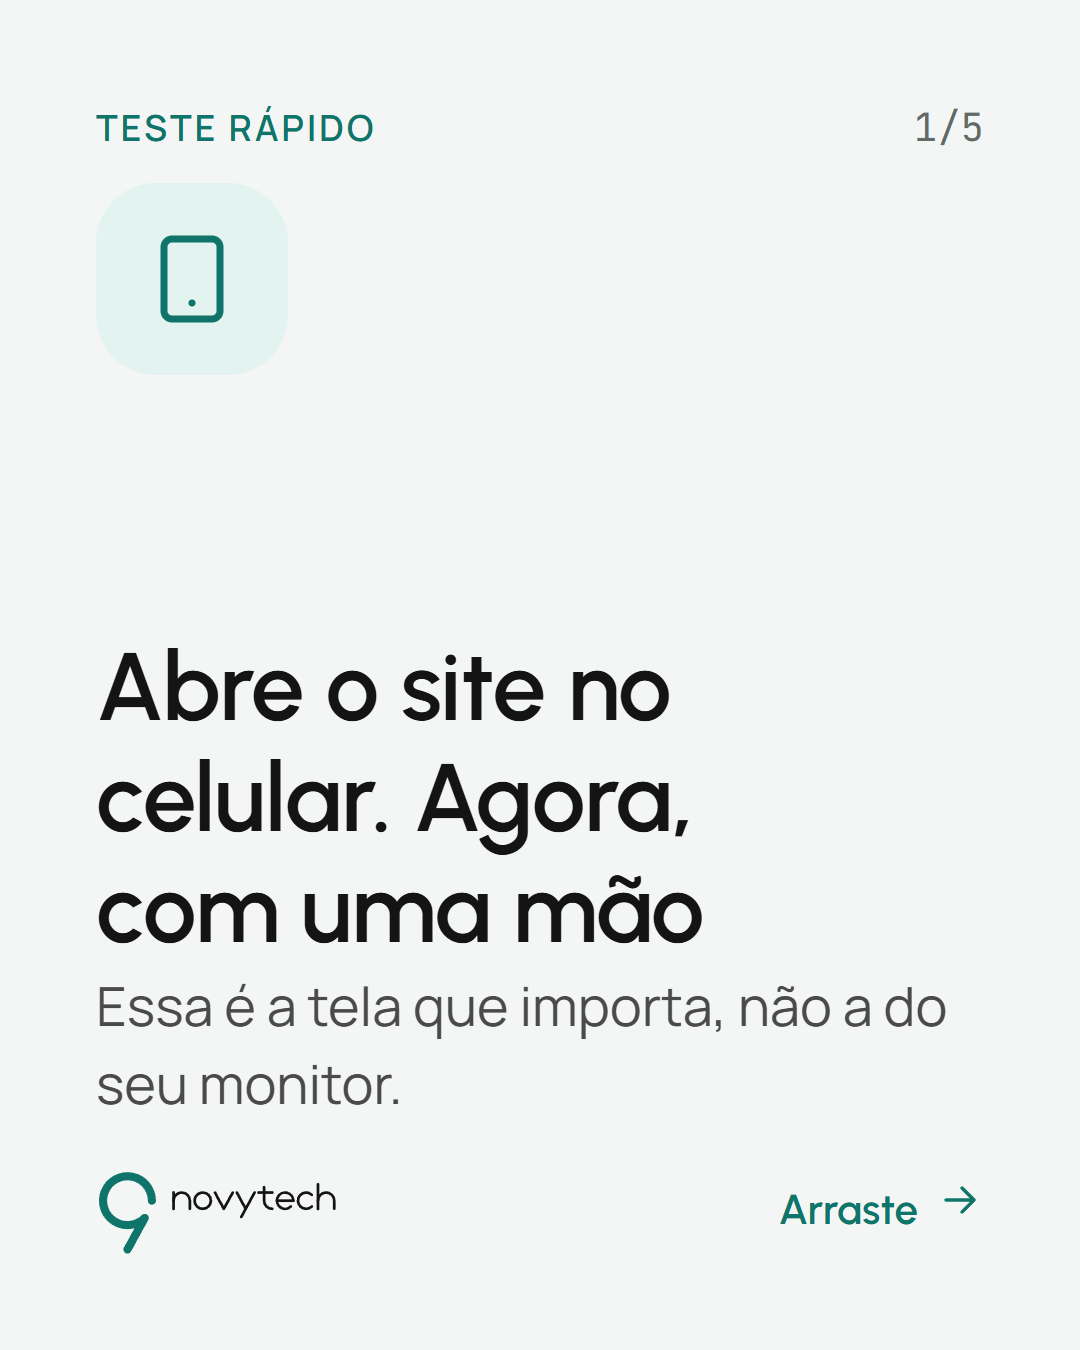 TESTE RÁPIDO
1/5
Abre o site no
celular. Agora,
com uma mão
Essa é a tela que importa, não a do
seu monitor.
novytech
Arraste →